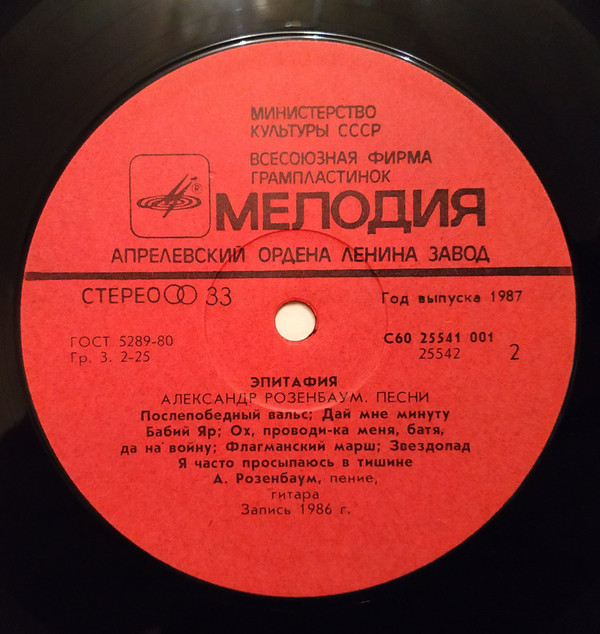 МИНИСТЕРСТВО
КУЛЬТУРЫ СССР
ВСЕСОЮЗНАЯ ФИРМА
ГРАМПЛАСТИНОК
®
МЕЛОДИЯ
АПРЕЛЕВСКИЙ ОРДЕНА ЛЕНИНА ЗАВОД
СТЕРЕО 33
Год выпуска 1987
ГОСТ 5289-80
Гр. 3. 2-25
С60 25541 001
25542
2
ЭПИТАФИЯ
АЛЕКСАНДР РОЗЕНБАУМ. ПЕСНИ
Послепобедный вальс; Дай мне минуту
Бабий Яр; Ох, проводи-ка меня, батя,
да на войну; Флагманский марш; Звездопад
Я часто просыпаюсь в тишине
А. Розенбаум, пение,
гитара
Запись 1986 г.